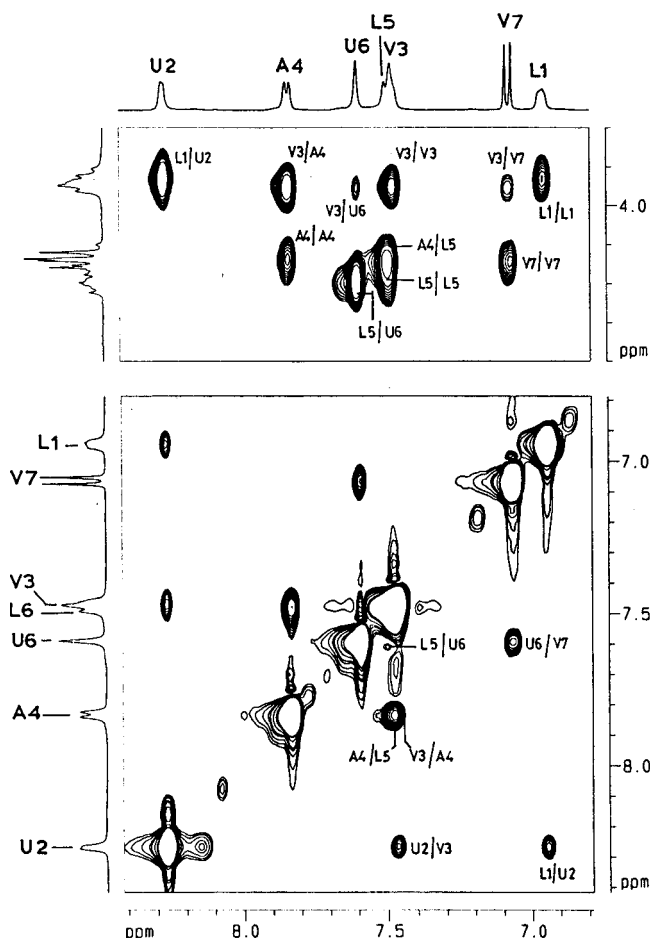 L5
U6 V3 V7
U2 A4 L1
L1/U2 V3/A4 V3/V3 V3/V7
V3/U6 L1/L1
4.0
A4/A4 A4/L5
V7/V7
L5/L5
L5/U6
ppm
L1
V7
7.0
V3
L6
7.5
U6
L5/U6 U6/V7
A4
A4/L5 V3/A4
8.0
U2
U2/V3
L1/U2
ppm
ppm 8.0 7.5 7.0